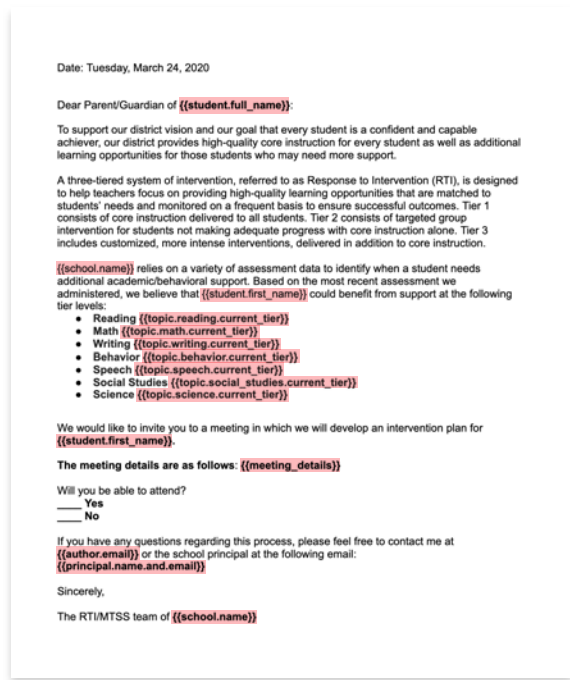 Date: Tuesday, March 24, 2020
Dear Parent/Guardian of {{student.full_name}}:
To support our district vision and our goal that every student is a confident and capable
achiever, our district provides high-quality core instruction for every student as well as additional
learning opportunities for those students who may need more support.
A three-tiered system of intervention, referred to as Response to Intervention (RTI), is designed
to help teachers focus on providing high-quality learning opportunities that are matched to
students' needs and monitored on a frequent basis to ensure successful outcomes. Tier 1
consists of core instruction delivered to all students. Tier 2 consists of targeted group
intervention for students not making adequate progress with core instruction alone. Tier 3
includes customized, more intense interventions, delivered in addition to core instruction.
{{school.name}} relies on a variety of assessment data to identify when a student needs
additional academic/behavioral support. Based on the most recent assessment we
administered, we believe that {{student.first_name}} could benefit from support at the following
tier levels:
● Reading {{topic.reading.current_tier}}
● Math {{topic.math.current_tier}}
● Writing {{topic.writing.current_tier}}
● Behavior {{topic.behavior.current_tier}}
● Speech {{topic.speech.current_tier}}
● Social Studies {{topic.social_studies.current_tier}}
● Science {{topic.science.current_tier}}
We would like to invite you to a meeting in which we will develop an intervention plan for
{{student.first_name}}.
The meeting details are as follows: {{meeting_details}}
Will you be able to attend?
____ Yes
____ No
If you have any questions regarding this process, please feel free to contact me at
{{author.email}} or the school principal at the following email:
{{principal.name.and.email}}
Sincerely,
The RTI/MTSS team of {{school.name}}